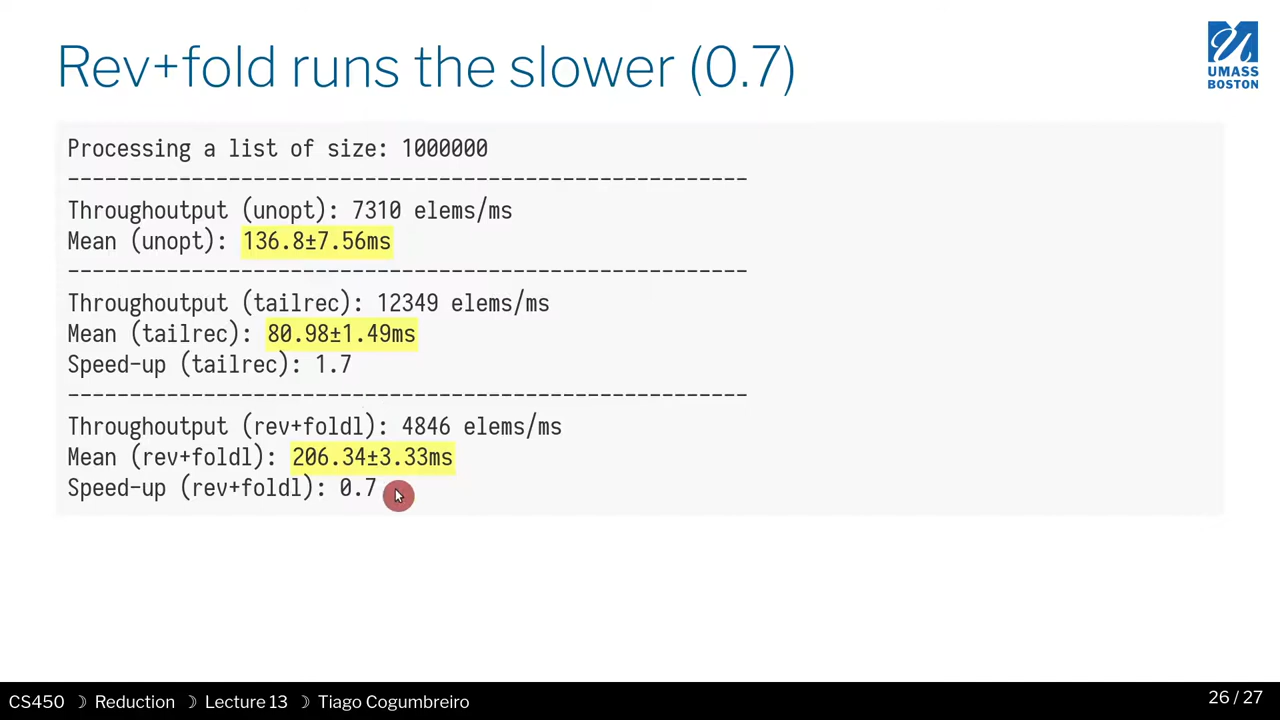 Rev+fold runs the slower (0.7)
UMASS
BOSTON
Processing a list of size: 1000000
-------------------------------------------------------
Throughoutput (unopt): 7310 elems/ms
Mean (unopt): 136.8±7.56ms
-------------------------------------------------------
Throughoutput (tailrec): 12349 elems/ms
Mean (tailrec): 80.98±1.49ms
Speed-up (tailrec): 1.7
-------------------------------------------------------
Throughoutput (rev+foldl): 4846 elems/ms
Mean (rev+foldl): 206.34±3.33ms
Speed-up (rev+foldl): 0.7
CS450 ☽ Reduction ☽ Lecture 13 ☽ Tiago Cogumbreiro
26 / 27